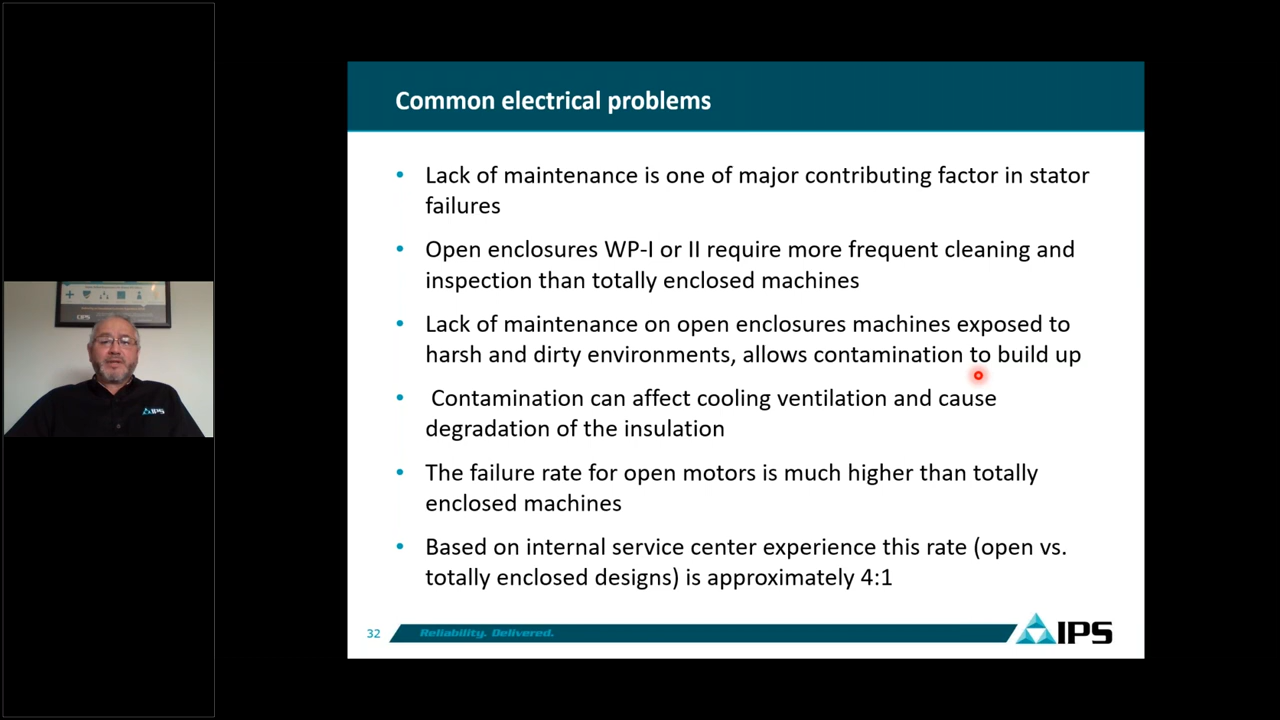 Common electrical problems
• Lack of maintenance is one of major contributing factor in stator
failures
• Open enclosures WP-I or II require more frequent cleaning and
inspection than totally enclosed machines
• Lack of maintenance on open enclosures machines exposed to
harsh and dirty environments, allows contamination to build up
• Contamination can affect cooling ventilation and cause
degradation of the insulation
• The failure rate for open motors is much higher than totally
enclosed machines
• Based on internal service center experience this rate (open vs.
totally enclosed designs) is approximately 4:1
32
Reliability. Delivered.
IPS
IPS
IPS